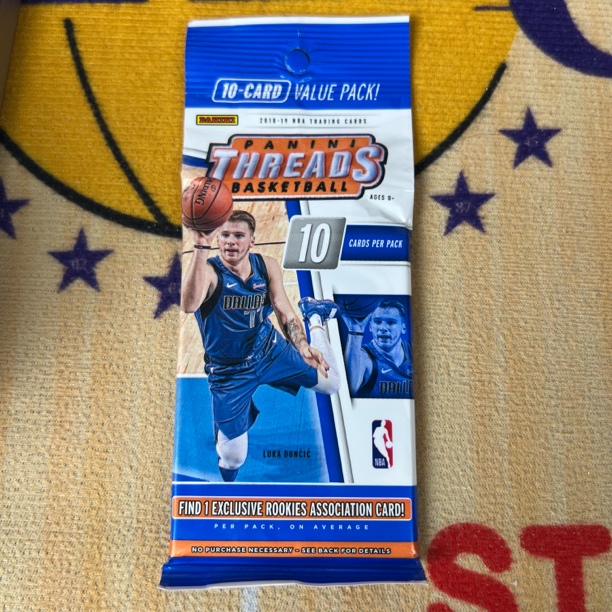 10-CARD VALUE PACK!
PANINI
2018-19 NBA TRADING CARDS
PANINI
THREADS
BASKETBALL
AGES 8+
10
CARDS PER PACK
DALLAS
LUKA DONČIĆ
NBA
FIND 1 EXCLUSIVE ROOKIES ASSOCIATION CARD!
PER PACK, ON AVERAGE
NO PURCHASE NECESSARY - SEE BACK FOR DETAILS
ST